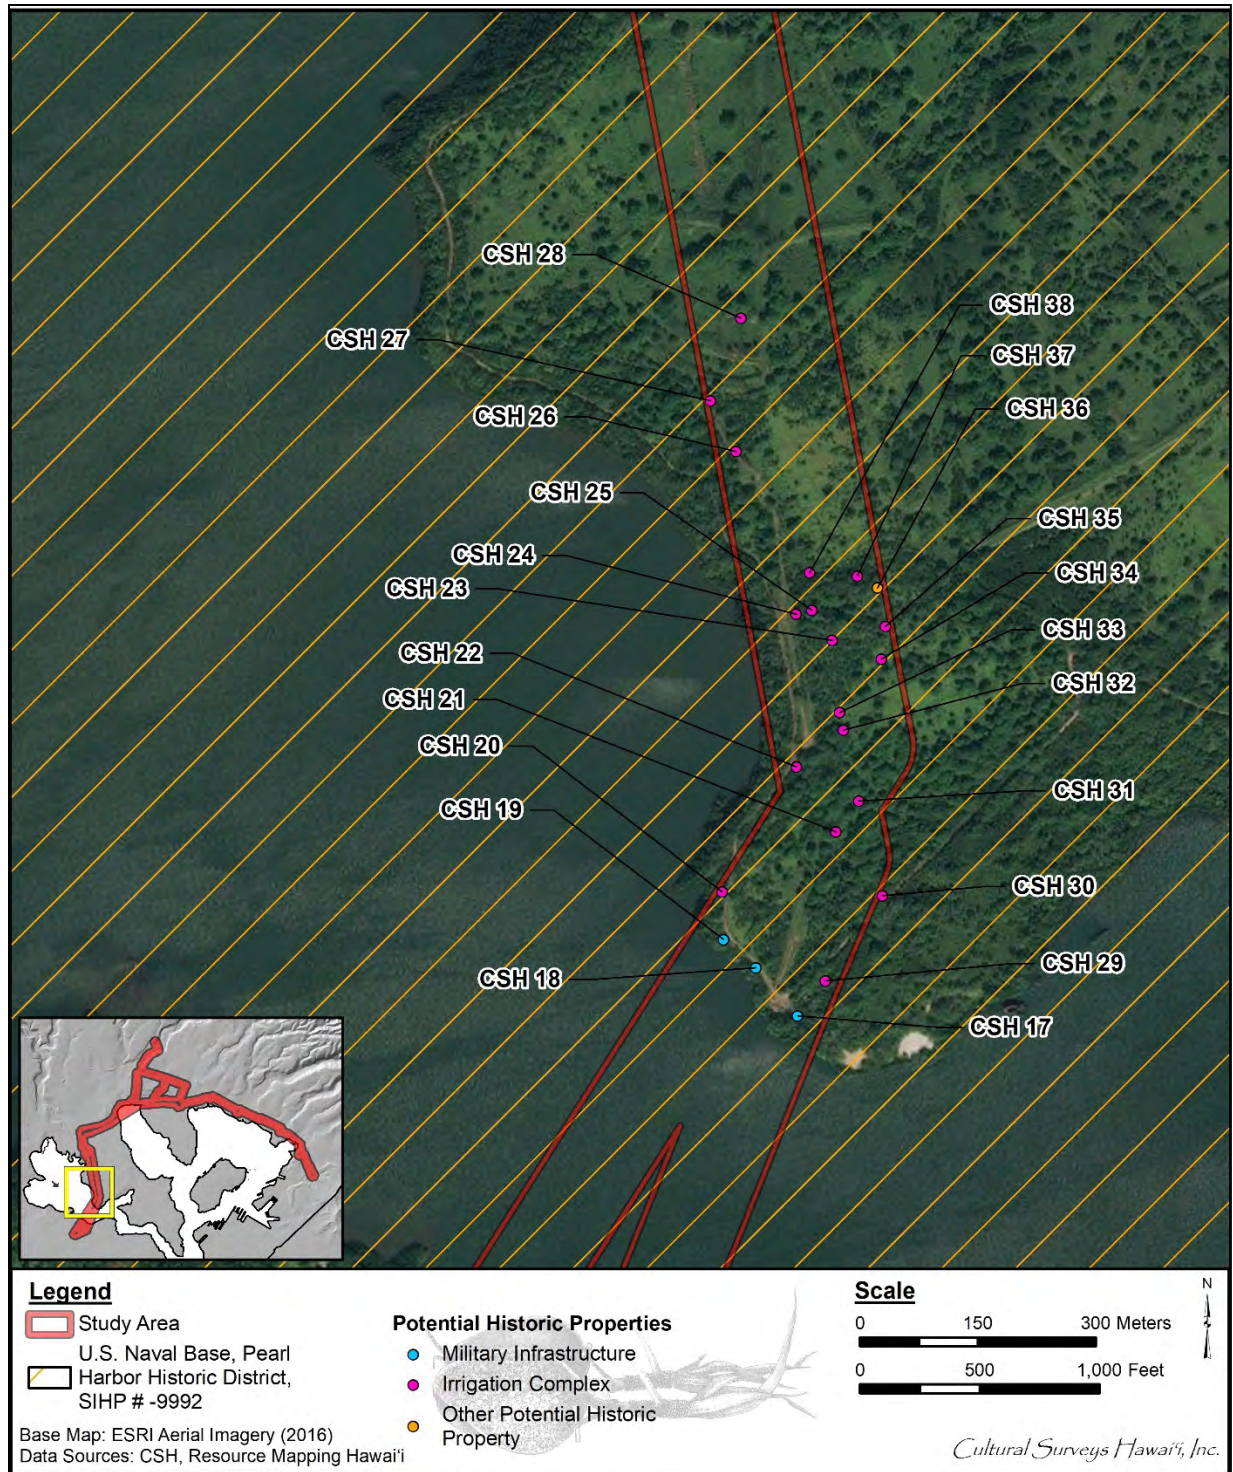 CSH 28
CSH 38
CSH 27
CSH 37
CSH 26
CSH 36
CSH 25
CSH 35
CSH 24
CSH 34
CSH 23
CSH 33
CSH 22
CSH 32
CSH 21
CSH 20
CSH 31
CSH 19
CSH 30
CSH 29
CSH 18
CSH 17
Legend
Study Area
U.S. Naval Base, Pearl
Harbor Historic District,
SIHP # -9992
Base Map: ESRI Aerial Imagery (2016)
Data Sources: CSH, Resource Mapping Hawai‘i
Potential Historic Properties
Military Infrastructure
Irrigation Complex
Other Potential Historic
Property
Scale
0 150 300 Meters
0 500 1,000 Feet
N
Cultural Surveys Hawai‘i, Inc.